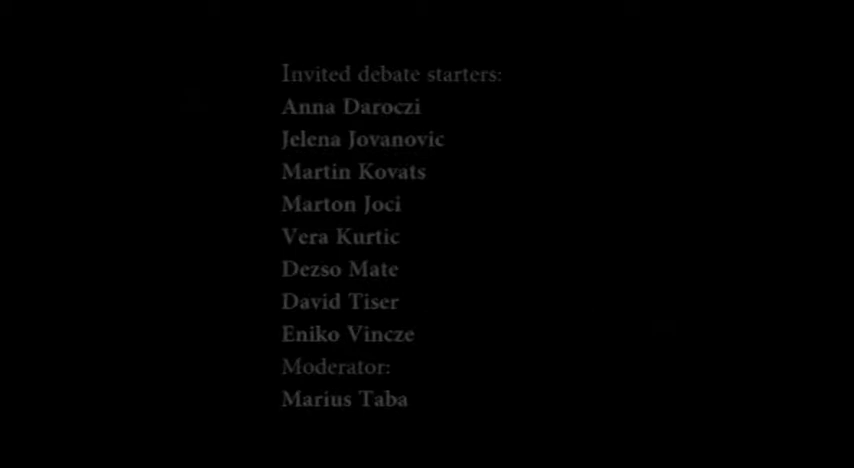 Invited debate starters:
Anna Daroczi
Jelena Jovanovic
Martin Kovats
Marton Joci
Vera Kurtic
Dezso Mate
David Tiser
Eniko Vincze
Moderator:
Marius Taba